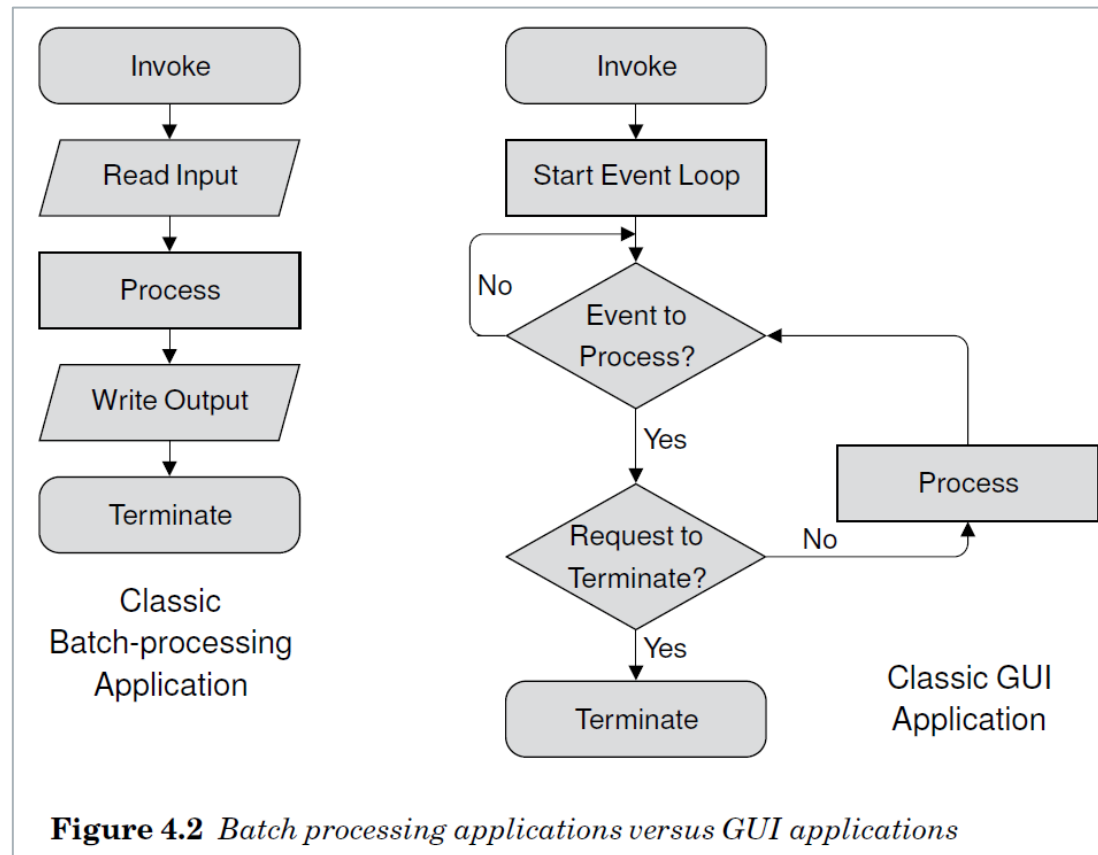 Invoke
Read Input
Process
Write Output
Terminate
Classic
Batch-processing
Application
Invoke
Start Event Loop
No
Event to
Process?
Yes
Process
Request to
Terminate?
No
Yes
Terminate
Classic GUI
Application
Figure 4.2 Batch processing applications versus GUI applications